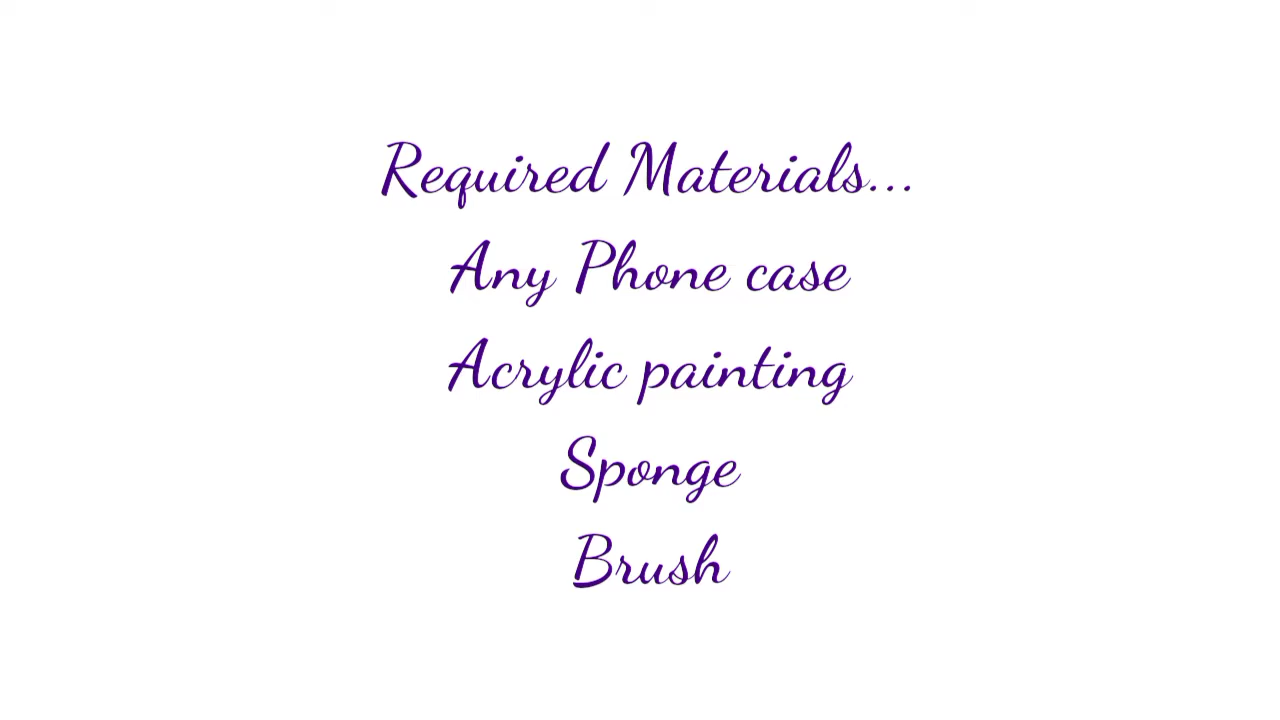 Required Materials...
Any Phone case
Acrylic painting
Sponge
Brush